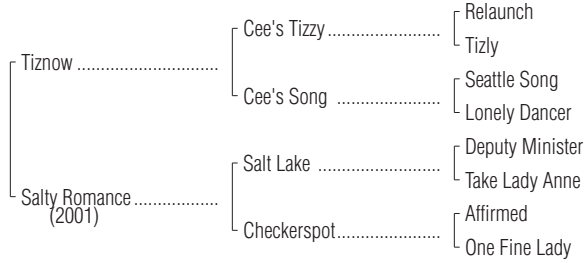 Relaunch
Cee's Tizzy ........................
Tizly
Tiznow ..............................
Seattle Song
Cee's Song ......................
Lonely Dancer
Deputy Minister
Salt Lake .........................
Take Lady Anne
Salty Romance ..................
(2001)
Affirmed
Checkerspot.....................
One Fine Lady